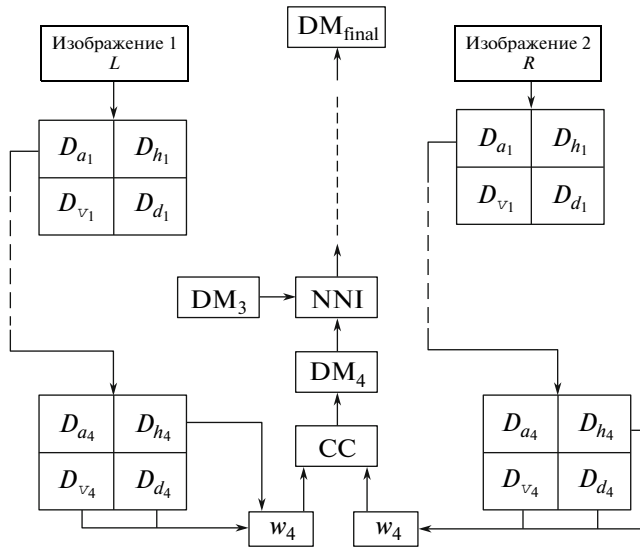 Изображение 1
L
DM_final
Изображение 2
R
D_a1 D_h1
D_v1 D_d1
D_a1 D_h1
D_v1 D_d1
DM_3
NNI
DM_4
D_a4 D_h4
D_v4 D_d4
CC
D_a4 D_h4
D_v4 D_d4
w_4
w_4